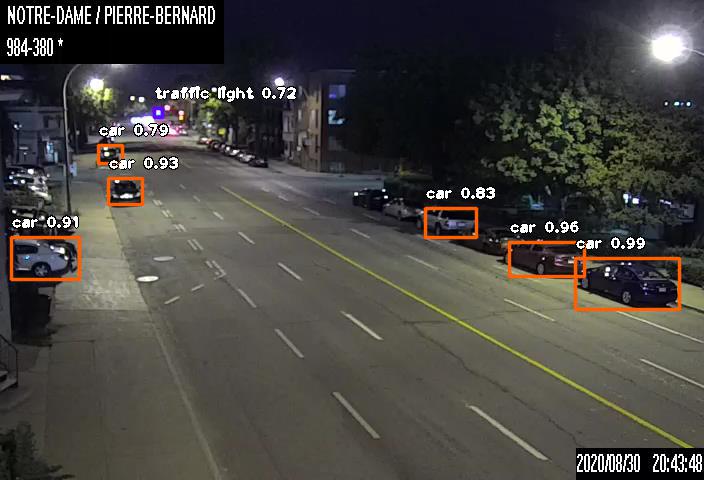 NOTRE-DAME / PIERRE-BERNARD
984-380 *
traffic light 0.72
car 0.79
car 0.93
car 0.83
car 0.91
car 0.96
car 0.99
2020/08/30 20:43:48